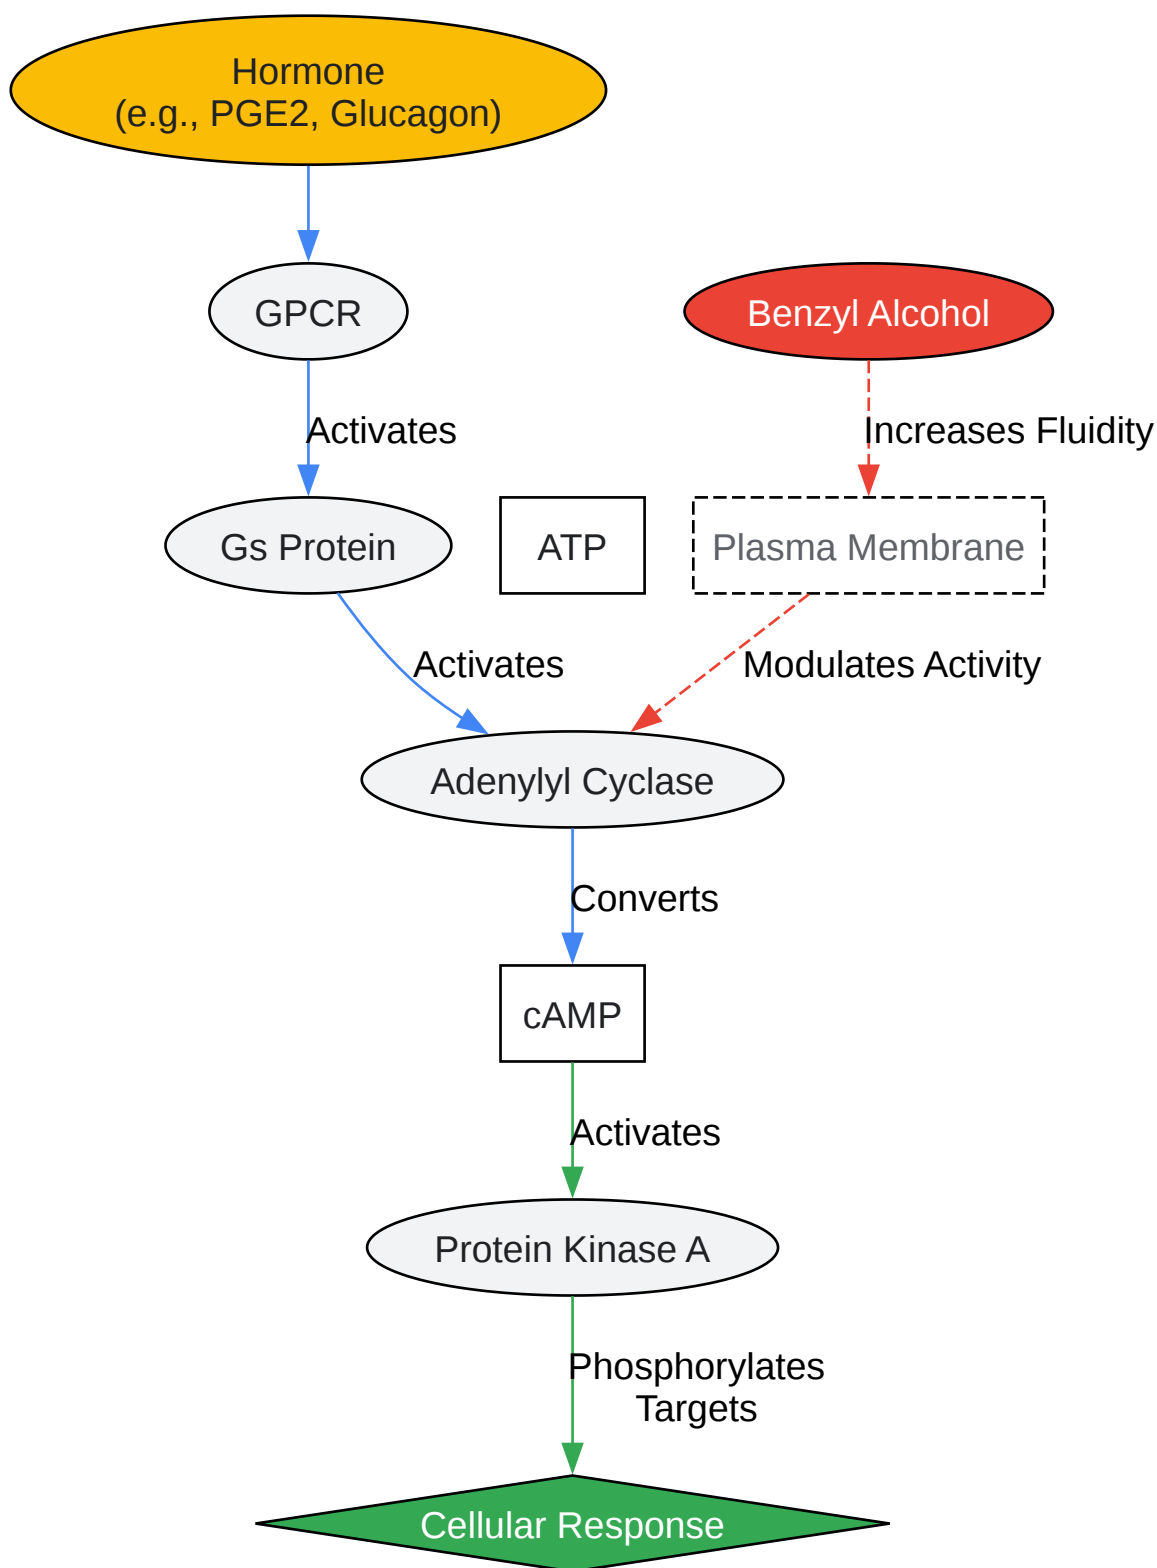 Hormone
(e.g., PGE2, Glucagon)
GPCR
Benzyl Alcohol
Activates
Increases Fluidity
Gs Protein
ATP
Plasma Membrane
Activates
Modulates Activity
Adenylyl Cyclase
Converts
cAMP
Activates
Protein Kinase A
Phosphorylates
Targets
Cellular Response